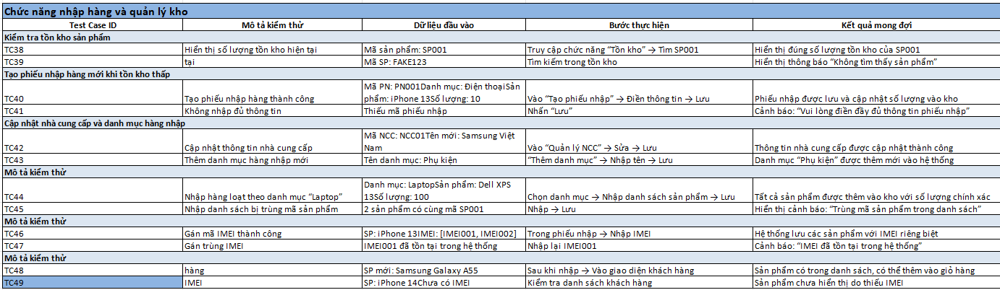 Chức năng nhập hàng và quản lý kho
Test Case ID Mô tả kiểm thử Dữ liệu đầu vào Bước thực hiện Kết quả mong đợi
Kiểm tra tồn kho sản phẩm
TC38 Hiển thị số lượng tồn kho hiện tại Mã sản phẩm: SP001 Truy cập chức năng “Tồn kho” → Tìm SP001 Hiển thị đúng số lượng tồn kho của SP001
TC39 tại Mã SP: FAKE123 Tìm kiếm trong tồn kho Hiển thị thông báo “Không tìm thấy sản phẩm”
Tạo phiếu nhập hàng mới khi tồn kho thấp
Mã PN: PN001Danh mục: Điện thoạiSản
TC40 Tạo phiếu nhập hàng thành công phẩm: iPhone 13Số lượng: 10 Vào “Tạo phiếu nhập” → Điền thông tin → Lưu Phiếu nhập được lưu và cập nhật số lượng vào kho
TC41 Không nhập đủ thông tin Thiếu mã phiếu nhập Nhấn “Lưu” Cảnh báo: “Vui lòng điền đầy đủ thông tin phiếu nhập”
Cập nhật nhà cung cấp và danh mục hàng nhập
Mã NCC: NCC01Tên mới: Samsung Việt
TC42 Cập nhật thông tin nhà cung cấp Nam Vào “Quản lý NCC” → Sửa → Lưu Thông tin nhà cung cấp được cập nhật thành công
TC43 Thêm danh mục hàng nhập mới Tên danh mục: Phụ kiện “Thêm danh mục” → Nhập tên → Lưu Danh mục “Phụ kiện” được thêm mới vào hệ thống
Mô tả kiểm thử
Danh mục: LaptopSản phẩm: Dell XPS
TC44 Nhập hàng loạt theo danh mục “Laptop” 13Số lượng: 100 Chọn danh mục → Nhập danh sách sản phẩm → Lưu Tất cả sản phẩm được thêm vào kho với số lượng chính xác
TC45 Nhập danh sách bị trùng mã sản phẩm 2 sản phẩm có cùng mã SP001 Nhập → Lưu Hiển thị cảnh báo: “Trùng mã sản phẩm trong danh sách”
Mô tả kiểm thử
TC46 Gán mã IMEI thành công SP: iPhone 13IMEI: [IMEI001, IMEI002] Trong phiếu nhập → Nhập IMEI Hệ thống lưu các sản phẩm với IMEI riêng biệt
TC47 Gán trùng IMEI IMEI001 đã tồn tại trong hệ thống Nhập lại IMEI001 Cảnh báo: “IMEI đã tồn tại trong hệ thống”
Mô tả kiểm thử
TC48 hàng SP mới: Samsung Galaxy A55 Sau khi nhập → Vào giao diện khách hàng Sản phẩm có trong danh sách, có thể thêm vào giỏ hàng
TC49 IMEI SP: iPhone 14Chưa có IMEI Kiểm tra danh sách khách hàng Sản phẩm chưa hiển thị do thiếu IMEI